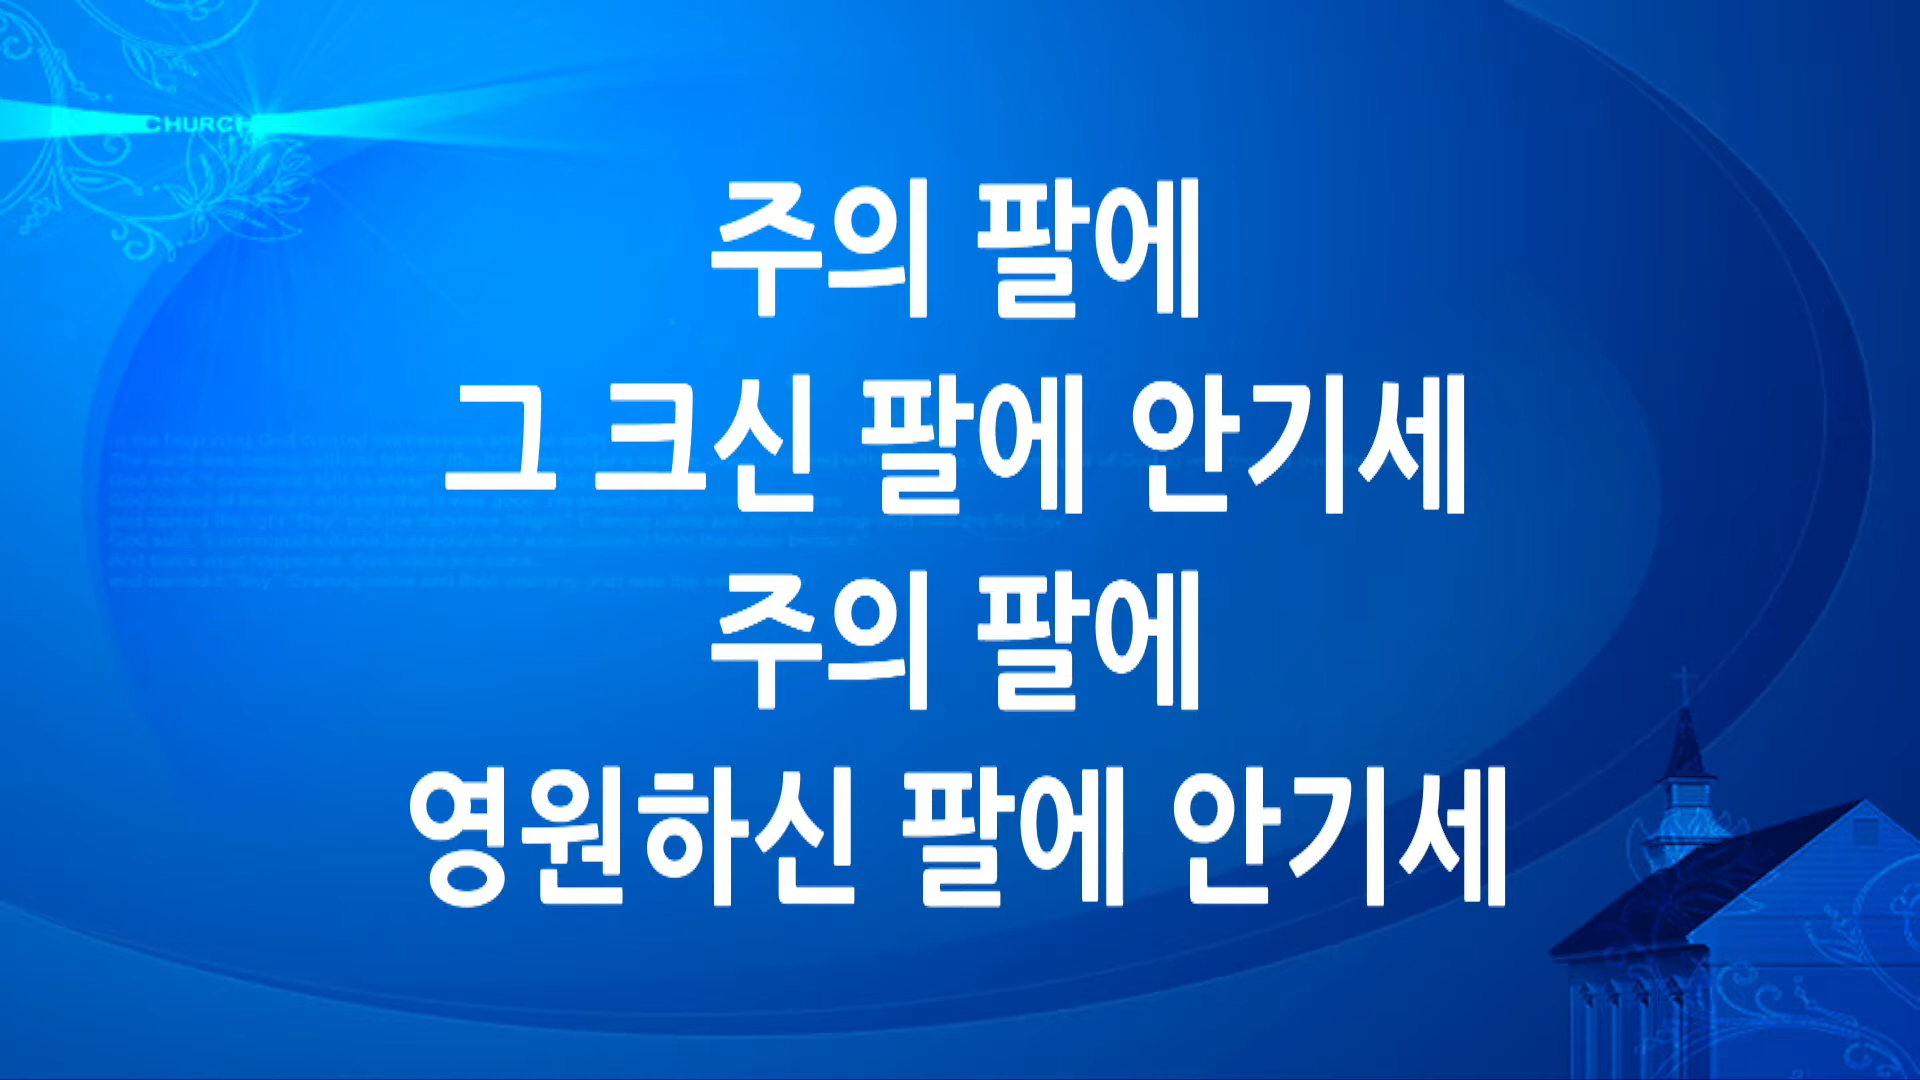 CHURCH
주의 팔에
그 크신 팔에 안기세
주의 팔에
영원하신 팔에 안기세